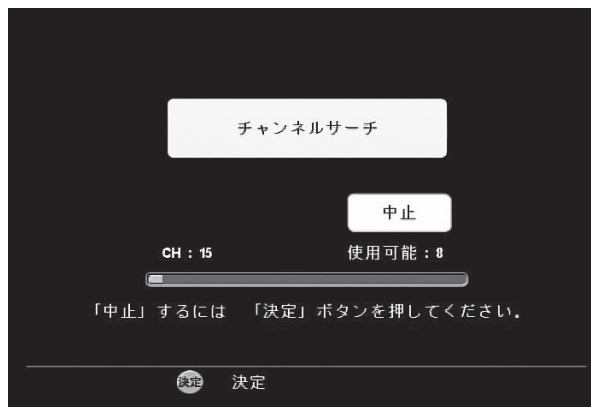 チャンネルサーチ
中止
CH : 15 使用可能 : 8
「中止」するには 「決定」ボタンを押してください.
決定 決定